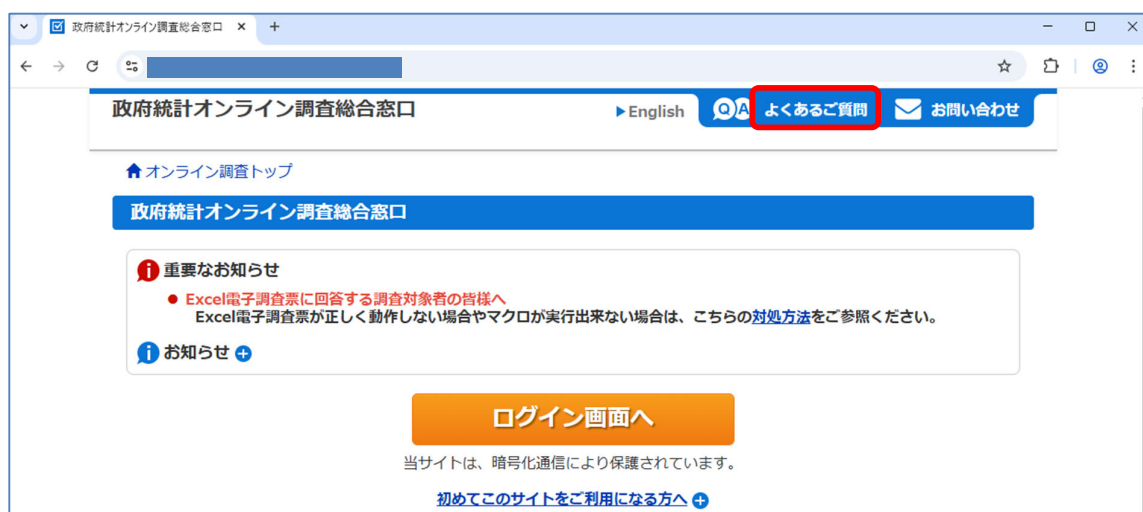 政府統計オンライン調査総合窓口
政府統計オンライン調査総合窓口 English QA よくあるご質問 お問い合わせ
オンライン調査トップ
政府統計オンライン調査総合窓口
重要なお知らせ
Excel電子調査票に回答する調査対象者の皆様へ
Excel電子調査票が正しく動作しない場合やマクロが実行出来ない場合は、こちらの対処方法をご参照ください。
お知らせ
ログイン画面へ
当サイトは、暗号化通信により保護されています。
初めてこのサイトをご利用になる方へ